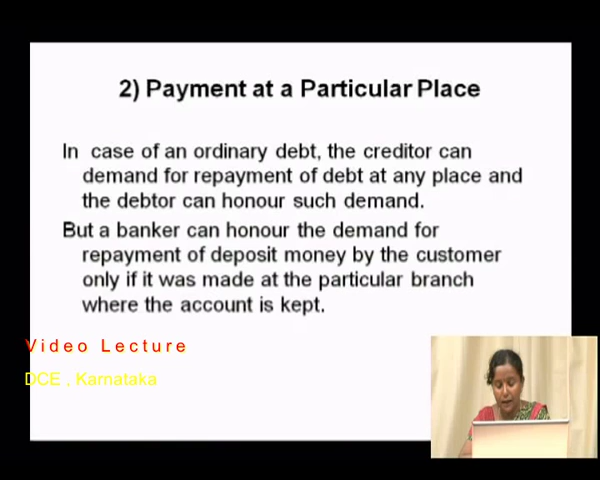 2) Payment at a Particular Place
In case of an ordinary debt, the creditor can
demand for repayment of debt at any place and
the debtor can honour such demand.
But a banker can honour the demand for
repayment of deposit money by the customer
only if it was made at the particular branch
where the account is kept.
Video Lecture
DCE , Karnataka